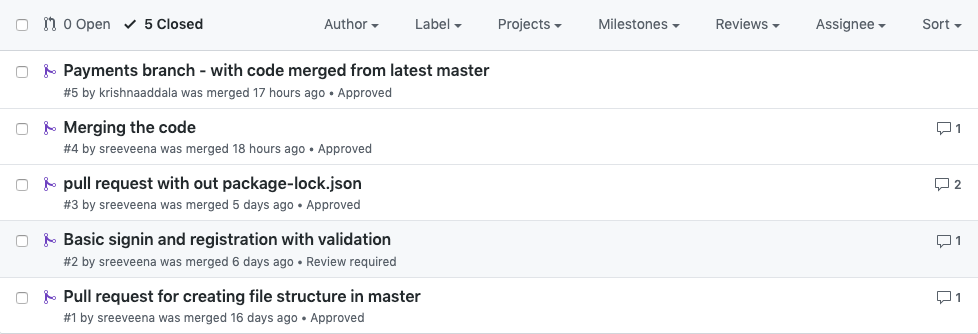 0 Open 5 Closed Author Label Projects Milestones Reviews Assignee Sort
Payments branch - with code merged from latest master
#5 by krishnaaddala was merged 17 hours ago • Approved
Merging the code 1
#4 by sreeveena was merged 18 hours ago • Approved
pull request with out package-lock.json 2
#3 by sreeveena was merged 5 days ago • Approved
Basic signin and registration with validation 1
#2 by sreeveena was merged 6 days ago • Review required
Pull request for creating file structure in master 1
#1 by sreeveena was merged 16 days ago • Approved